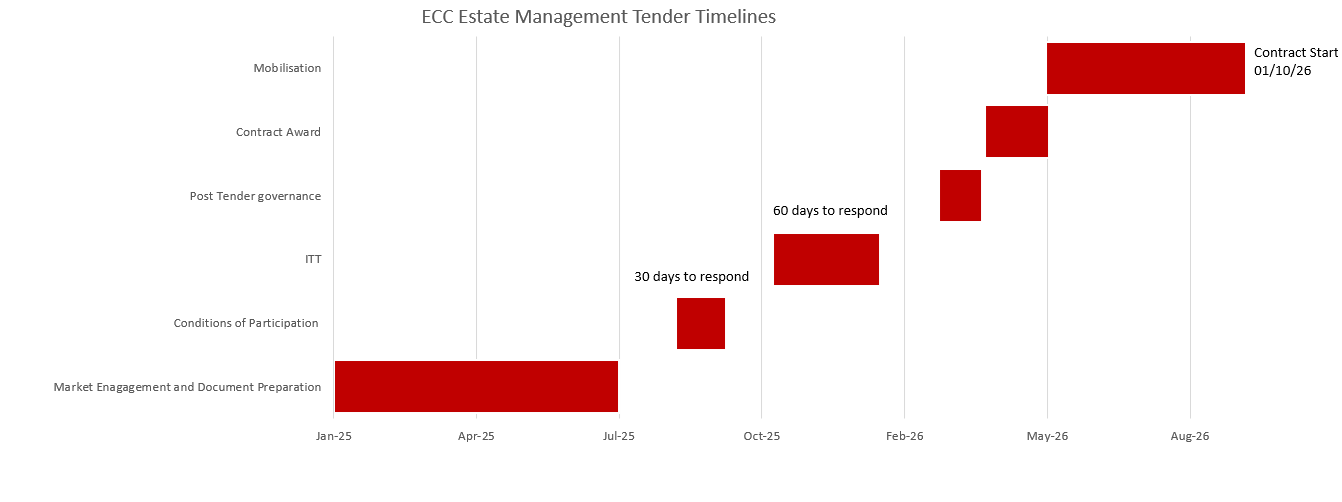 ECC Estate Management Tender Timelines
Mobilisation
Contract Start
01/10/26
Contract Award
Post Tender governance
60 days to respond
ITT
30 days to respond
Conditions of Participation
Market Enagagement and Document Preparation
Jan-25
Apr-25
Jul-25
Oct-25
Feb-26
May-26
Aug-26